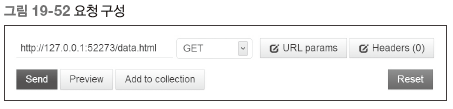 그림 19-52 요청 구성
http://127.0.0.1:52273/data.html GET URL params Headers (0)
Send Preview Add to collection Reset